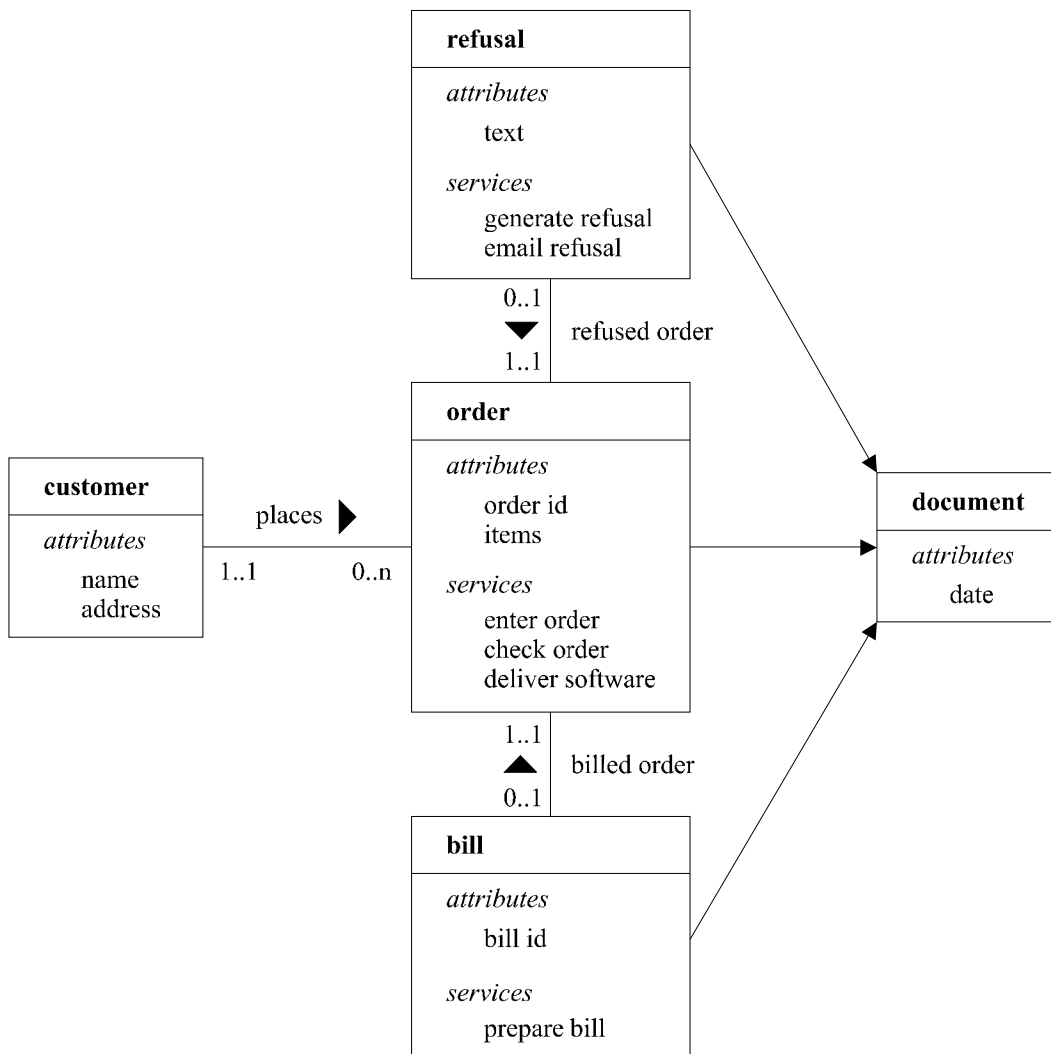 refusal
attributes
text
services
generate refusal
email refusal
0..1
refused order
1..1
order
attributes
order id
items
services
enter order
check order
deliver software
customer
attributes
name
address
places
1..1
0..n
document
attributes
date
1..1
billed order
0..1
bill
attributes
bill id
services
prepare bill